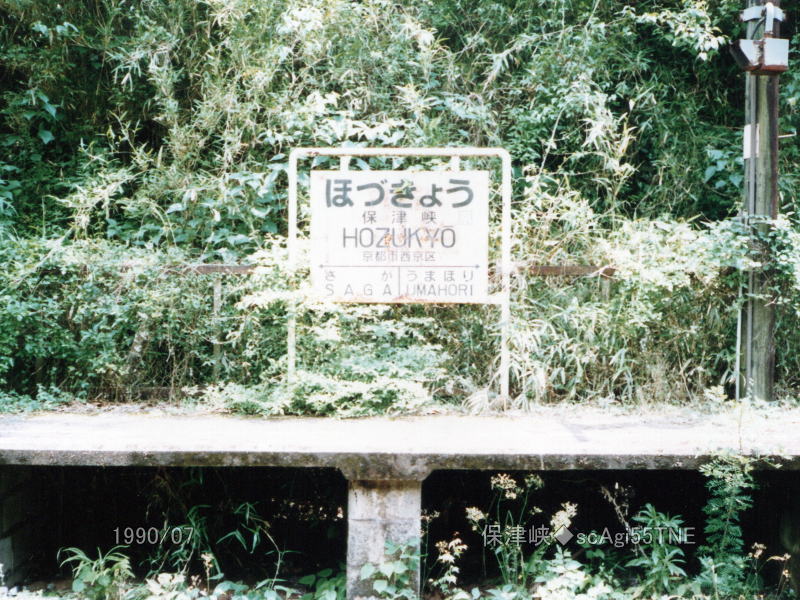 ほづきょう
保津峡
HOZUKYO
京都市西京区
さが うまほり
SAGA UMAHORI
1990/07
保津峡◆scAgi55TNE